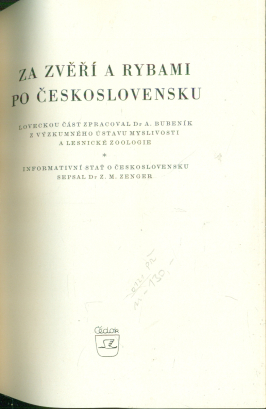 ZA ZVĚŘÍ A RYBAMI
PO ČESKOSLOVENSKU
LOVECKOU ČÁST ZPRACOVAL Dr A. BUBENÍK
Z VÝZKUMNÉHO ÚSTAVU MYSLIVOSTI
A LESNICKÉ ZOOLOGIE
*
INFORMATIVNÍ STAŤ O ČESKOSLOVENSKU
SEPSAL Dr Z. M. ZENGER
130.-
Čedok